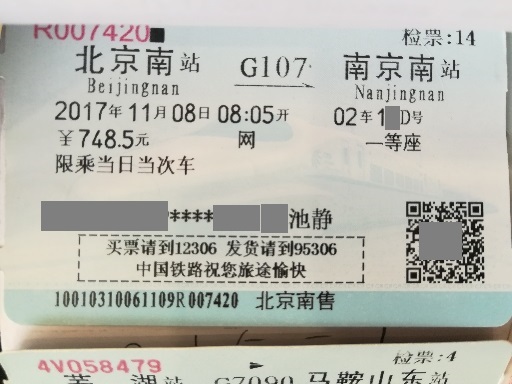 R007420
检票:14
北京南站 G107 南京南站
Beijingnan Nanjingnan
2017年11月08日08:05开 02车1 D号
¥748.5元 网 一等座
限乘当日当次车
**** 池静
买票请到12306 发货请到95306
中国铁路祝您旅途愉快
10010310061109R007420 北京南售
4V058479 检票:4
芜湖站 G7090 马鞍山东站